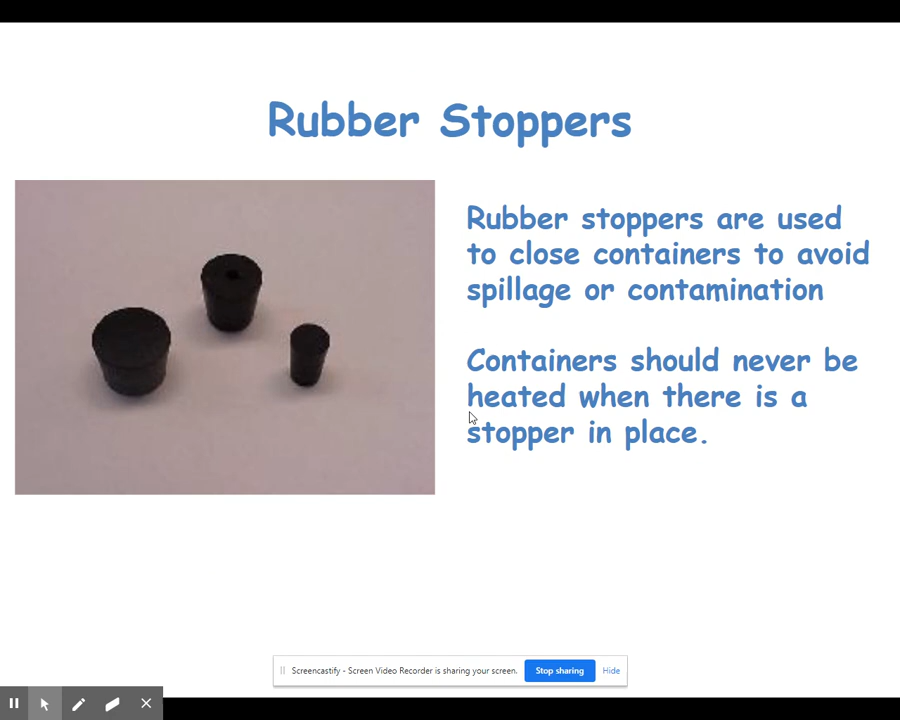 Rubber Stoppers
Rubber stoppers are used
to close containers to avoid
spillage or contamination
Containers should never be
heated when there is a
stopper in place.
Screencastify - Screen Video Recorder is sharing your screen.
Stop sharing
Hide